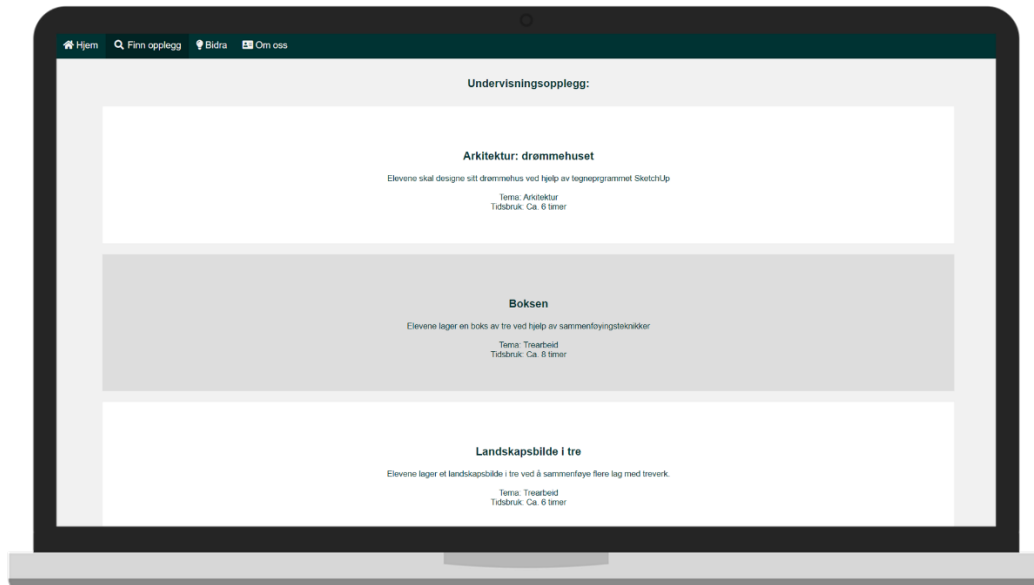 Hjem Finn opplegg Bidra Om oss
Undervisningsopplegg:
Arkitektur: drømmehuset
Elevene skal designe sitt drømmehus ved hjelp av tegneprgrammet SketchUp
Tema: Arkitektur
Tidsbruk: Ca. 6 timer
Boksen
Elevene lager en boks av tre ved hjelp av sammenføyingsteknikker
Tema: Trearbeid
Tidsbruk: Ca. 8 timer
Landskapsbilde i tre
Elevene lager et landskapsbilde i tre ved å sammenføye flere lag med treverk.
Tema: Trearbeid
Tidsbruk: Ca. 6 timer